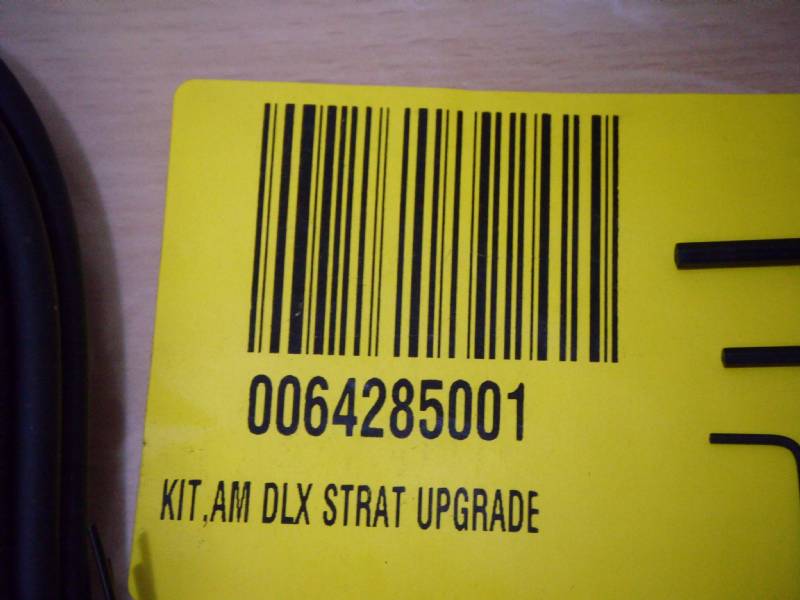 0064285001
KIT,AM DLX STRAT UPGRADE